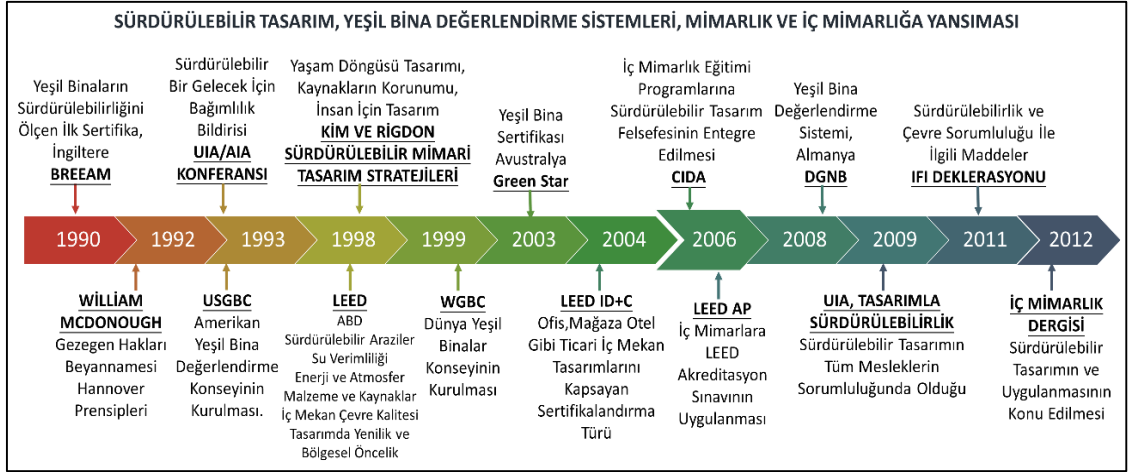 SÜRDÜRÜLEBİLİR TASARIM, YEŞİL BİNA DEĞERLENDİRME SİSTEMLERİ, MİMARLIK VE İÇ MİMARLIĞA YANSIMASI
Yeşil Binaların
Sürdürülebilirliğini
Ölçen İlk Sertifika,
İngiltere
BREEAM
Sürdürülebilir
Bir Gelecek İçin
Bağımlılık
Bildirisi
UIA/AIA
KONFERANSI
Yaşam Döngüsü Tasarımı,
Kaynakların Korunumu,
İnsan İçin Tasarım
KİM VE RİGDON
SÜRDÜRÜLEBİLİR MİMARİ
TASARIM STRATEJİLERİ
Yeşil Bina
Sertifikası
Avustralya
Green Star
İç Mimarlık Eğitimi
Programlarına
Sürdürülebilir Tasarım
Felsefesinin Entegre
Edilmesi
CIDA
Yeşil Bina
Değerlendirme
Sistemi,
Almanya
DGNB
Sürdürülebilirlik ve
Çevre Sorumluluğu İle
İlgili Maddeler
IFI DEKLERASYONU
1990
1992
1993
1998
1999
2003
2004
2006
2008
2009
2011
2012
WİLLİAM
MCDONOUGH
Gezegen Hakları
Beyannamesi
Hannover
Prensipleri
USGBC
Amerikan
Yeşil Bina
Değerlendirme
Konseyinin
Kurulması.
LEED
ABD
Sürdürülebilir Araziler
Su Verimliliği
Enerji ve Atmosfer
Malzeme ve Kaynaklar
İç Mekan Çevre Kalitesi
Tasarımda Yenilik ve
Bölgesel Öncelik
WGBC
Dünya Yeşil
Binalar
Konseyinin
Kurulması
LEED ID+C
Ofis,Mağaza Otel
Gibi Ticari İç Mekan
Tasarımlarını
Kapsayan
Sertifikalandırma
Türü
LEED AP
İç Mimarlara
LEED
Akreditasyon
Sınavının
Uygulanması
UIA, TASARIMLA
SÜRDÜRÜLEBİLİRLİK
Sürdürülebilir Tasarımın
Tüm Mesleklerin
Sorumluluğunda Olduğu
İÇ MİMARLIK
DERGİSİ
Sürdürülebilir
Tasarımın ve
Uygulanmasının
Konu Edilmesi